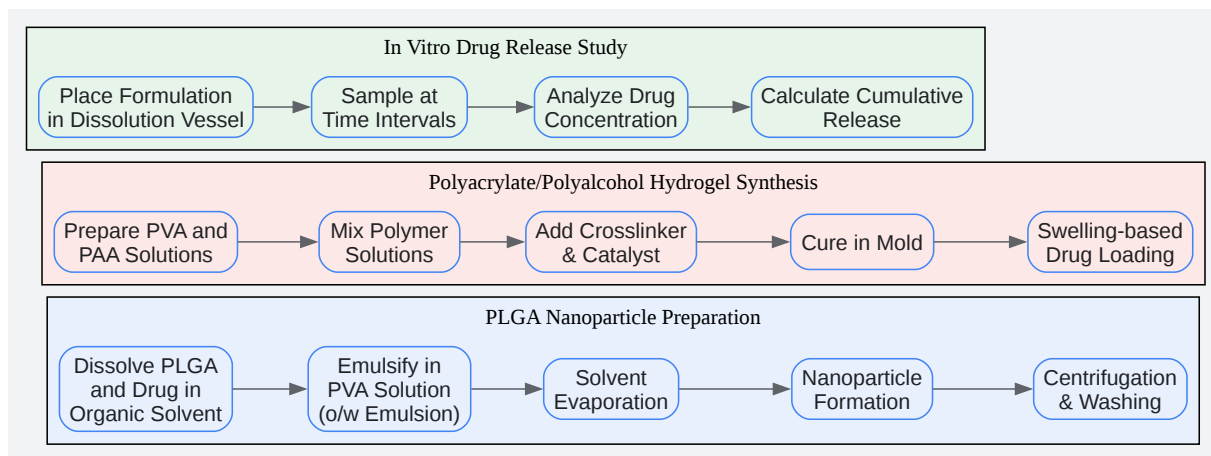 In Vitro Drug Release Study
Place Formulation
in Dissolution Vessel
Sample at
Time Intervals
Analyze Drug
Concentration
Calculate Cumulative
Release
Polyacrylate/Polyalcohol Hydrogel Synthesis
Prepare PVA and
PAA Solutions
Mix Polymer
Solutions
Add Crosslinker
& Catalyst
Cure in Mold
Swelling-based
Drug Loading
PLGA Nanoparticle Preparation
Dissolve PLGA
and Drug in
Organic Solvent
Emulsify in
PVA Solution
(o/w Emulsion)
Solvent
Evaporation
Nanoparticle
Formation
Centrifugation
& Washing